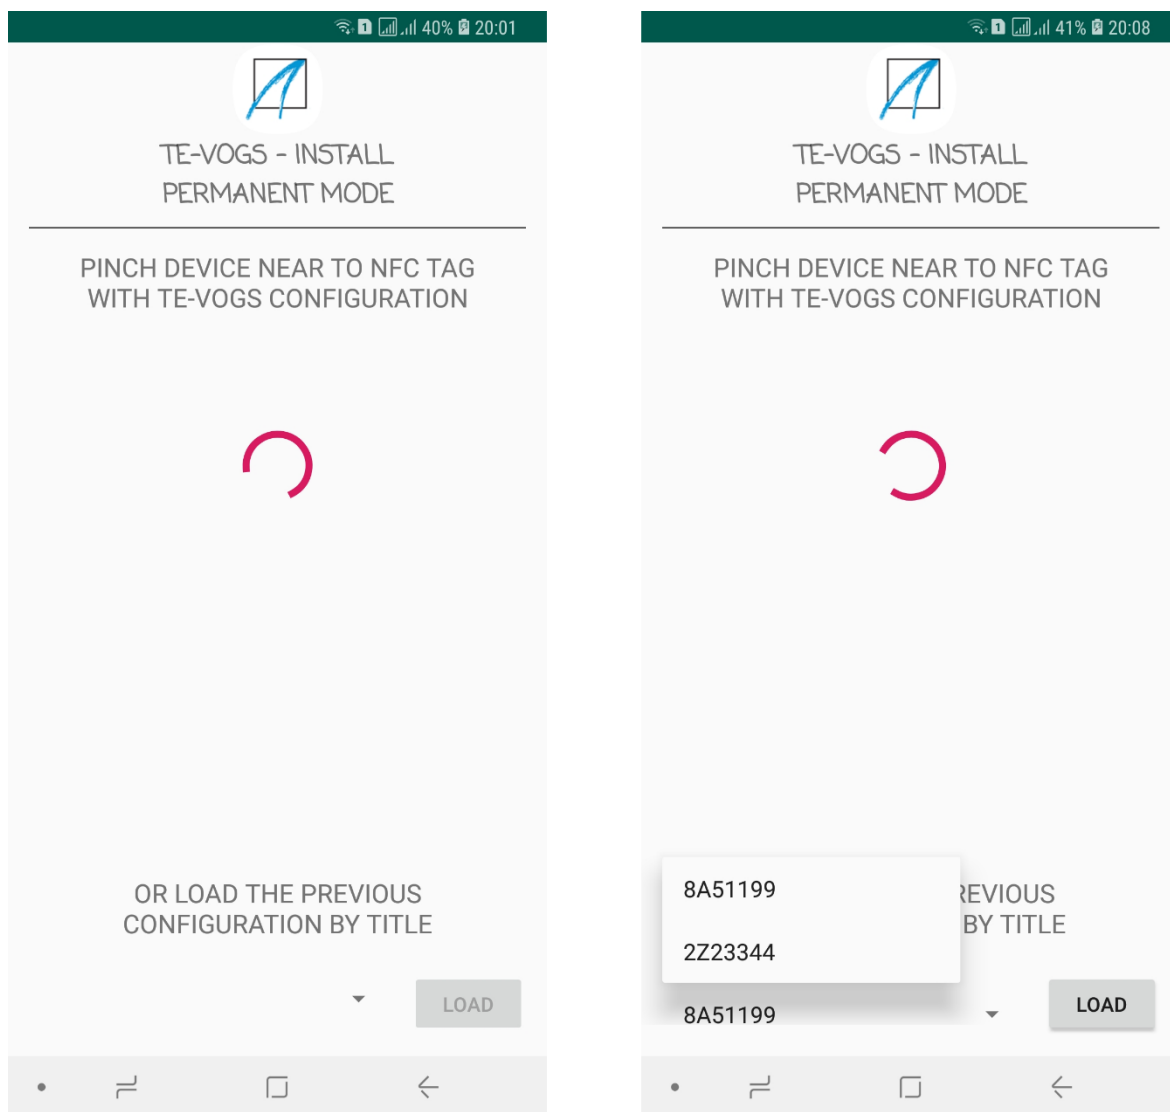 1 40% 20:01
TE-VOGS - INSTALL
PERMANENT MODE
PINCH DEVICE NEAR TO NFC TAG
WITH TE-VOGS CONFIGURATION
OR LOAD THE PREVIOUS
CONFIGURATION BY TITLE
LOAD
1 41% 20:08
TE-VOGS - INSTALL
PERMANENT MODE
PINCH DEVICE NEAR TO NFC TAG
WITH TE-VOGS CONFIGURATION
8A51199
REVIOUS
BY TITLE
2Z23344
8A51199
LOAD